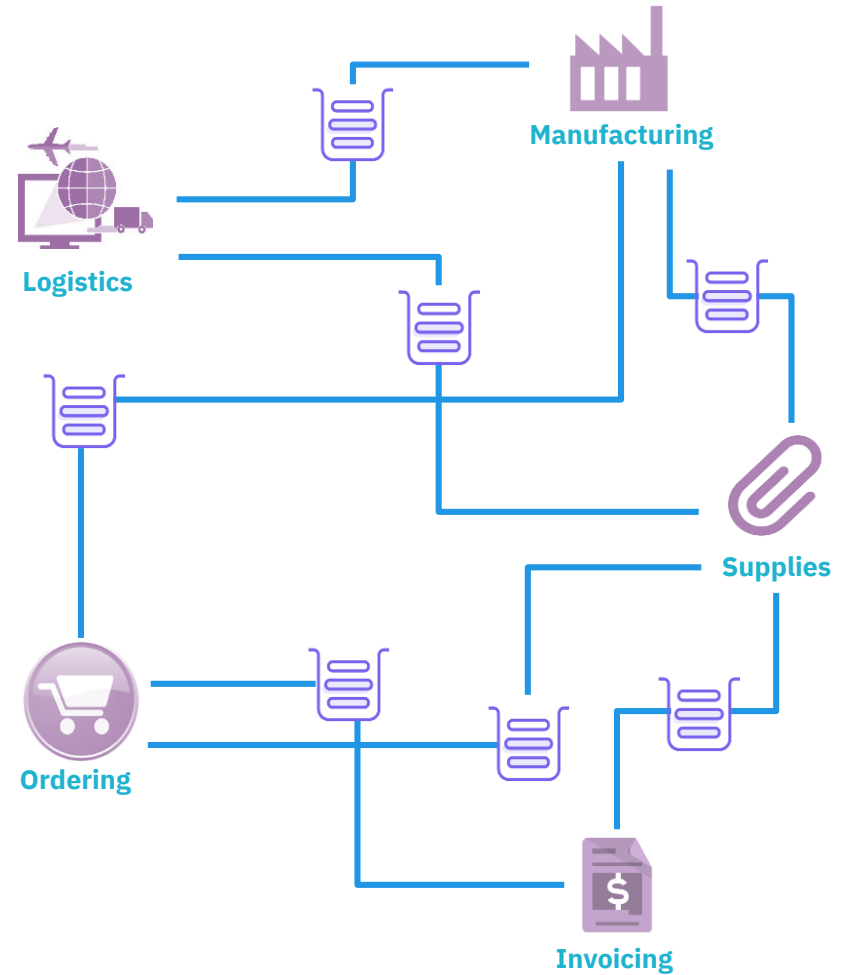 Manufacturing
Logistics
Supplies
Ordering
$
Invoicing